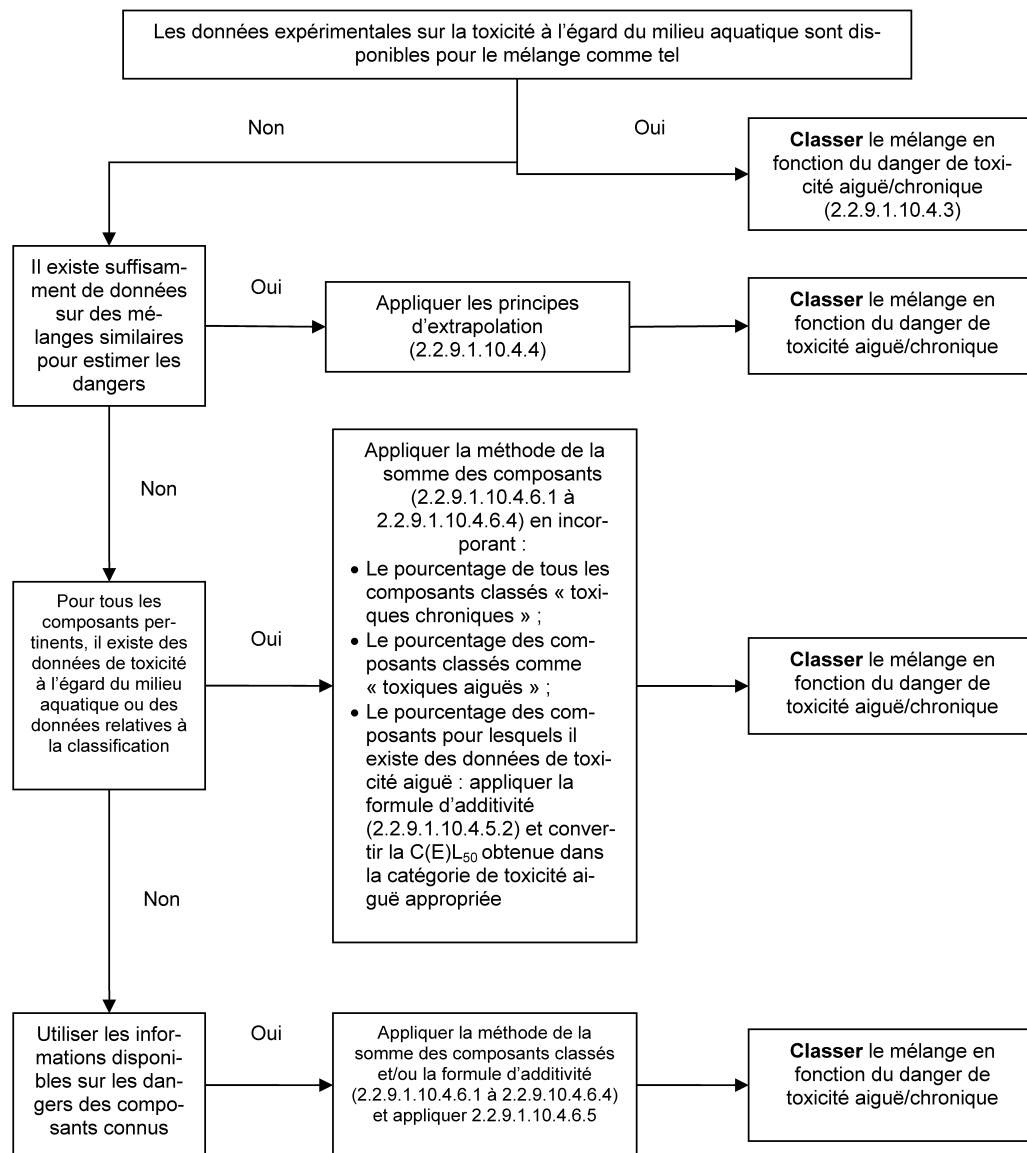 Les données expérimentales sur la toxicité à l’égard du milieu aquatique sont dis-
ponibles pour le mélange comme tel
Non
Oui
Classer le mélange en
fonction du danger de toxi-
cité aiguë/chronique
(2.2.9.1.10.4.3)
Il existe suffisam-
ment de données
sur des mé-
langes similaires
pour estimer les
dangers
Oui
Appliquer les principes
d’extrapolation
(2.2.9.1.10.4.4)
Classer le mélange en
fonction du danger de
toxicité aiguë/chronique
Non
Pour tous les
composants per-
tinents, il existe des
données de toxicité
à l’égard du milieu
aquatique ou des
données relatives à
la classification
Oui
Appliquer la méthode de la
somme des composants
(2.2.9.1.10.4.6.1 à
2.2.9.1.10.4.6.4) en incor-
porant :
• Le pourcentage de tous les
composants classés « toxi-
ques chroniques » ;
• Le pourcentage des com-
posants classés comme
« toxiques aiguës » ;
• Le pourcentage des com-
posants pour lesquels il
existe des données de toxi-
cité aiguë : appliquer la
formule d’additivité
(2.2.9.1.10.4.5.2) et conver-
tir la C(E)L50 obtenue dans
la catégorie de toxicité ai-
guë appropriée
Classer le mélange en
fonction du danger de
toxicité aiguë/chronique
Non
Utiliser les infor-
mations disponi-
bles sur les dan-
gers des compo-
sants connus
Oui
Appliquer la méthode de la
somme des composants classés
et/ou la formule d’additivité
(2.2.9.1.10.4.6.1 à 2.2.9.10.4.6.4)
et appliquer 2.2.9.1.10.4.6.5
Classer le mélange en
fonction du danger de
toxicité aiguë/chronique